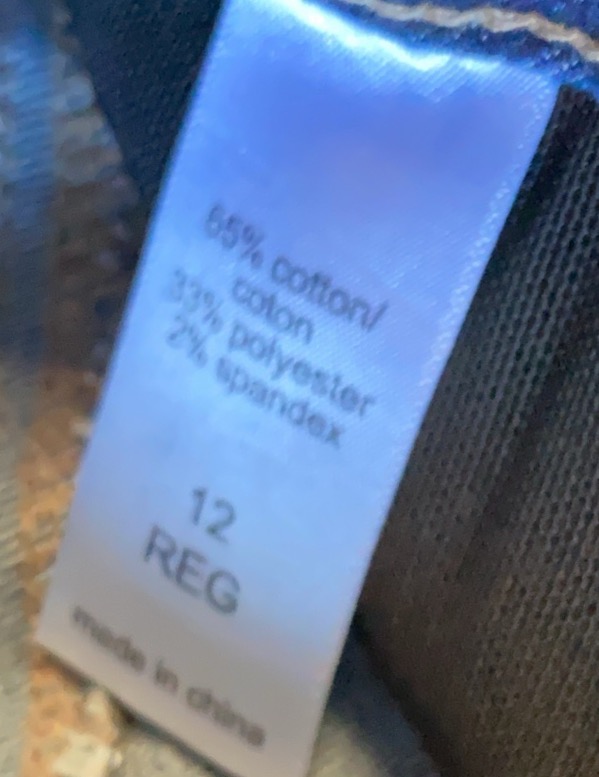 65% cotton/
coton
33% polyester
2% spandex
12
REG
made in china